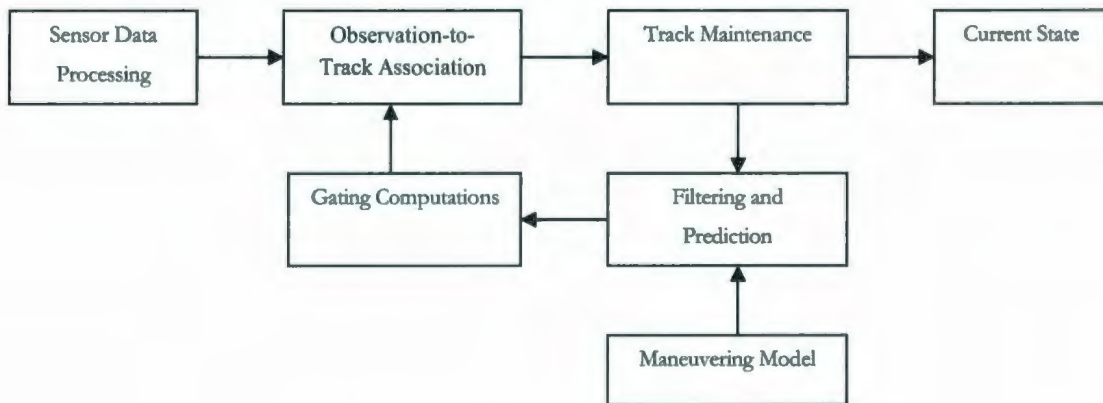 Sensor Data
Processing
Observation-to-
Track Association
Track Maintenance
Current State
Gating Computations
Filtering and
Prediction
Maneuvering Model